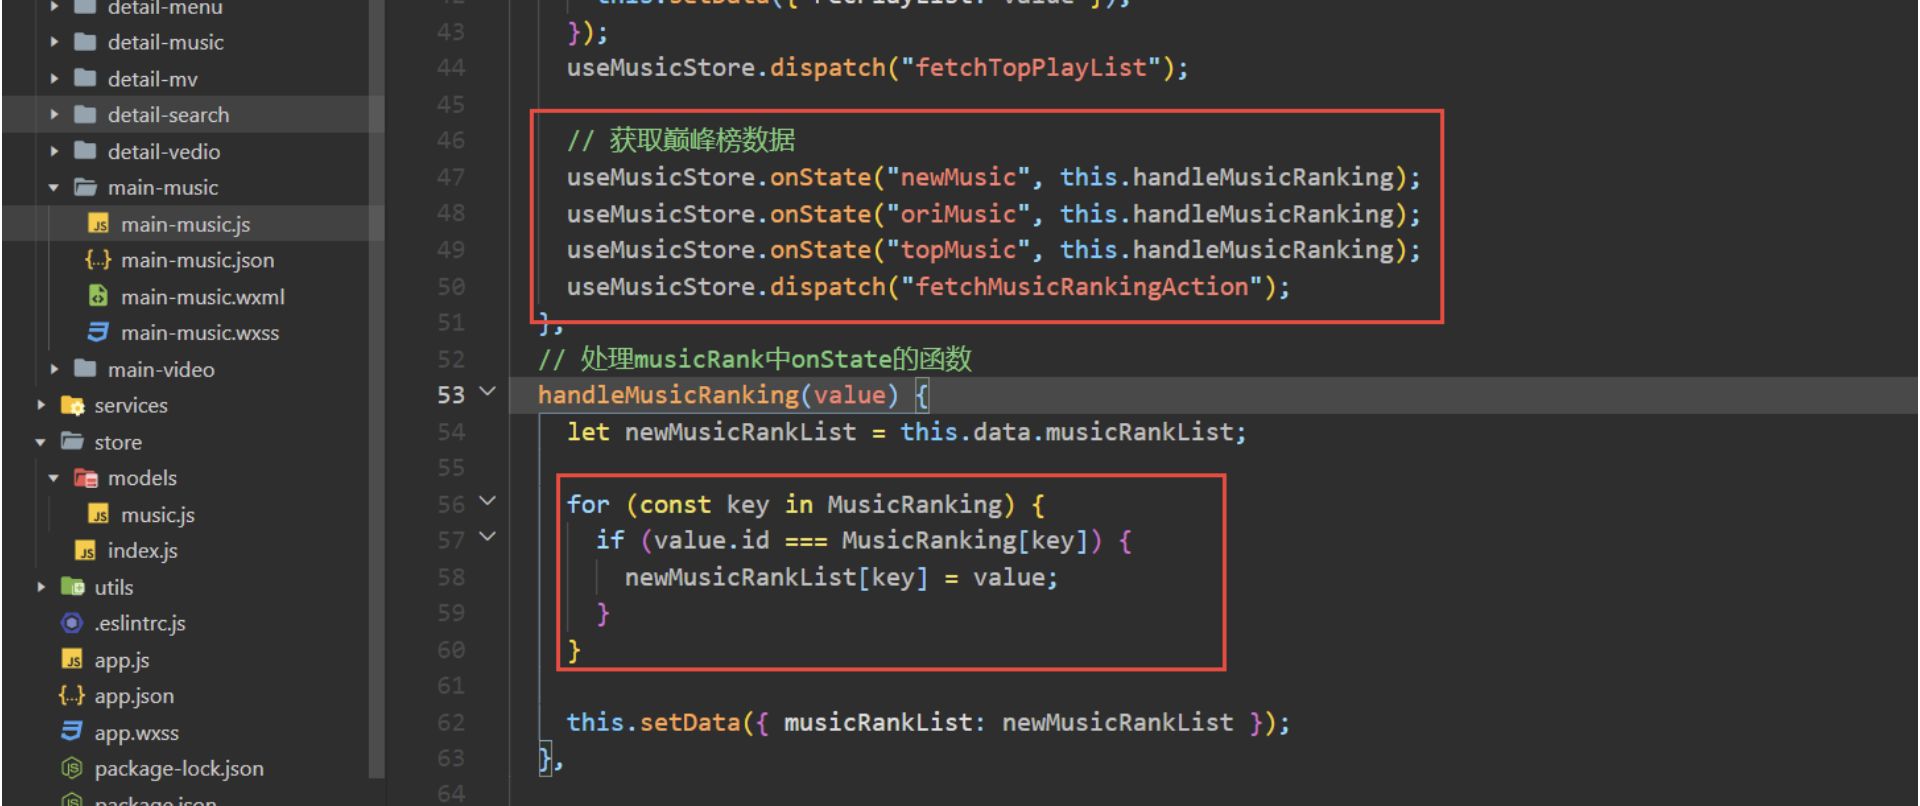 detail-menu
detail-music
detail-mv
detail-search
detail-vedio
main-music
main-music.js
main-music.json
main-music.wxml
main-music.wxss
main-video
services
store
models
music.js
index.js
utils
.eslintrc.js
app.js
app.json
app.wxss
package-lock.json
package.json
43 });
44 useMusicStore.dispatch("fetchTopPlayList");
45
46 // 获取巅峰榜数据
47 useMusicStore.onState("newMusic", this.handleMusicRanking);
48 useMusicStore.onState("oriMusic", this.handleMusicRanking);
49 useMusicStore.onState("topMusic", this.handleMusicRanking);
50 useMusicStore.dispatch("fetchMusicRankingAction");
51 },
52 // 处理musicRank中onState的函数
53 handleMusicRanking(value) {
54 let newMusicRankList = this.data.musicRankList;
55
56 for (const key in MusicRanking) {
57 if (value.id === MusicRanking[key]) {
58 newMusicRankList[key] = value;
59 }
60 }
61
62 this.setData({ musicRankList: newMusicRankList });
63 },
64